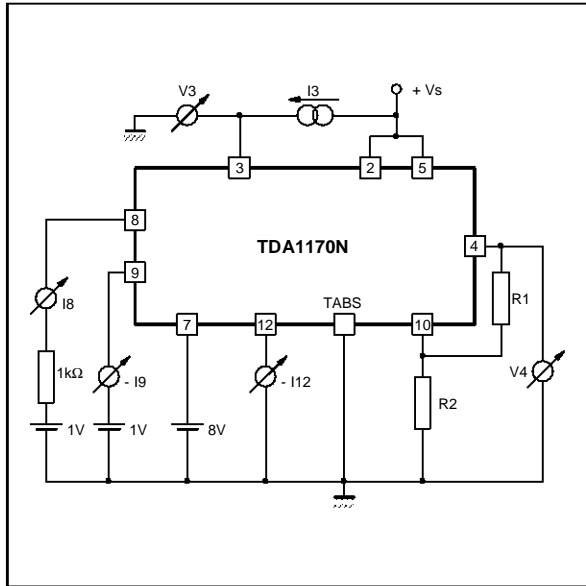 V3
I3
+ Vs
3
2
5
8
TDA1170N
4
9
I8
TABS
R1
7
12
10
1kΩ
- I9
- I12
V4
R2
1V
1V
8V